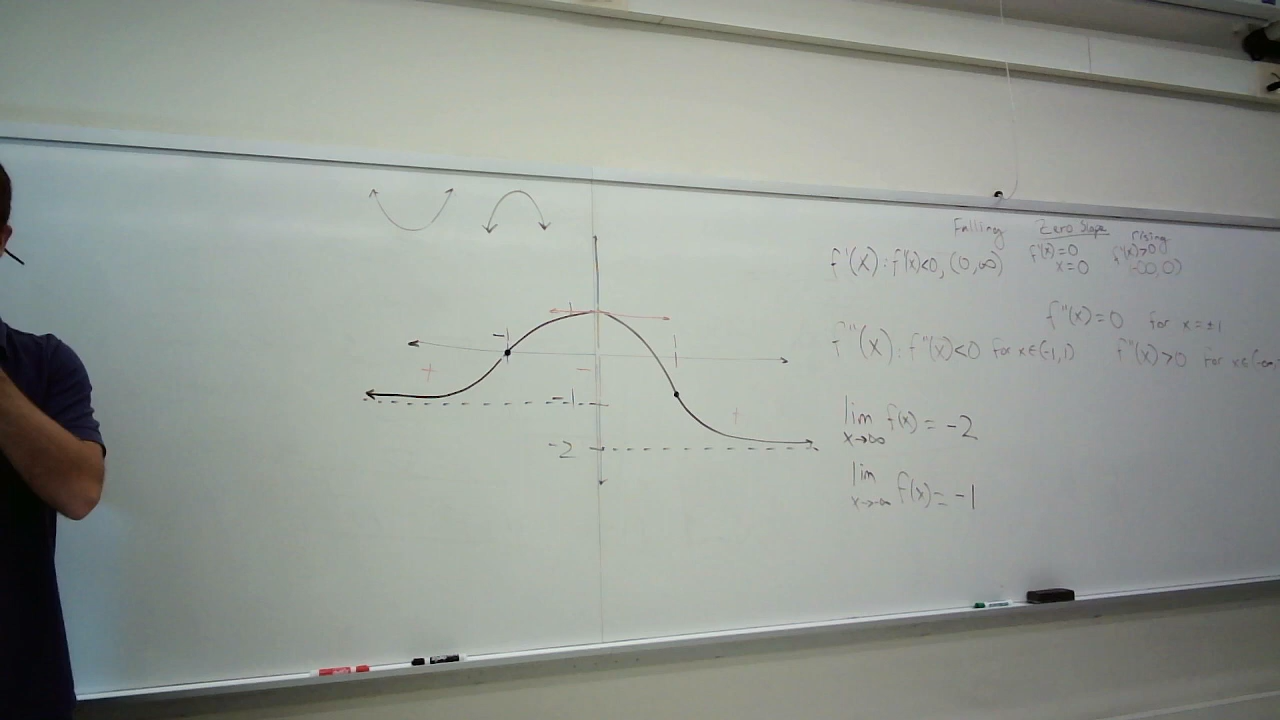 Falling Zero Slope rising
f'(x): f'(x)<0, (0,∞) f'(x)=0 f'(x)>0
x=0 -∞,0)
f''(x)=0 for x=±1
f''(x): f''(x)<0 for x∈(-1,1) f''(x)>0 for x∈(-∞,
lim f(x) = -2
x→∞
lim f(x) = -1
x→-∞
-1
+
-
-1
+
-2